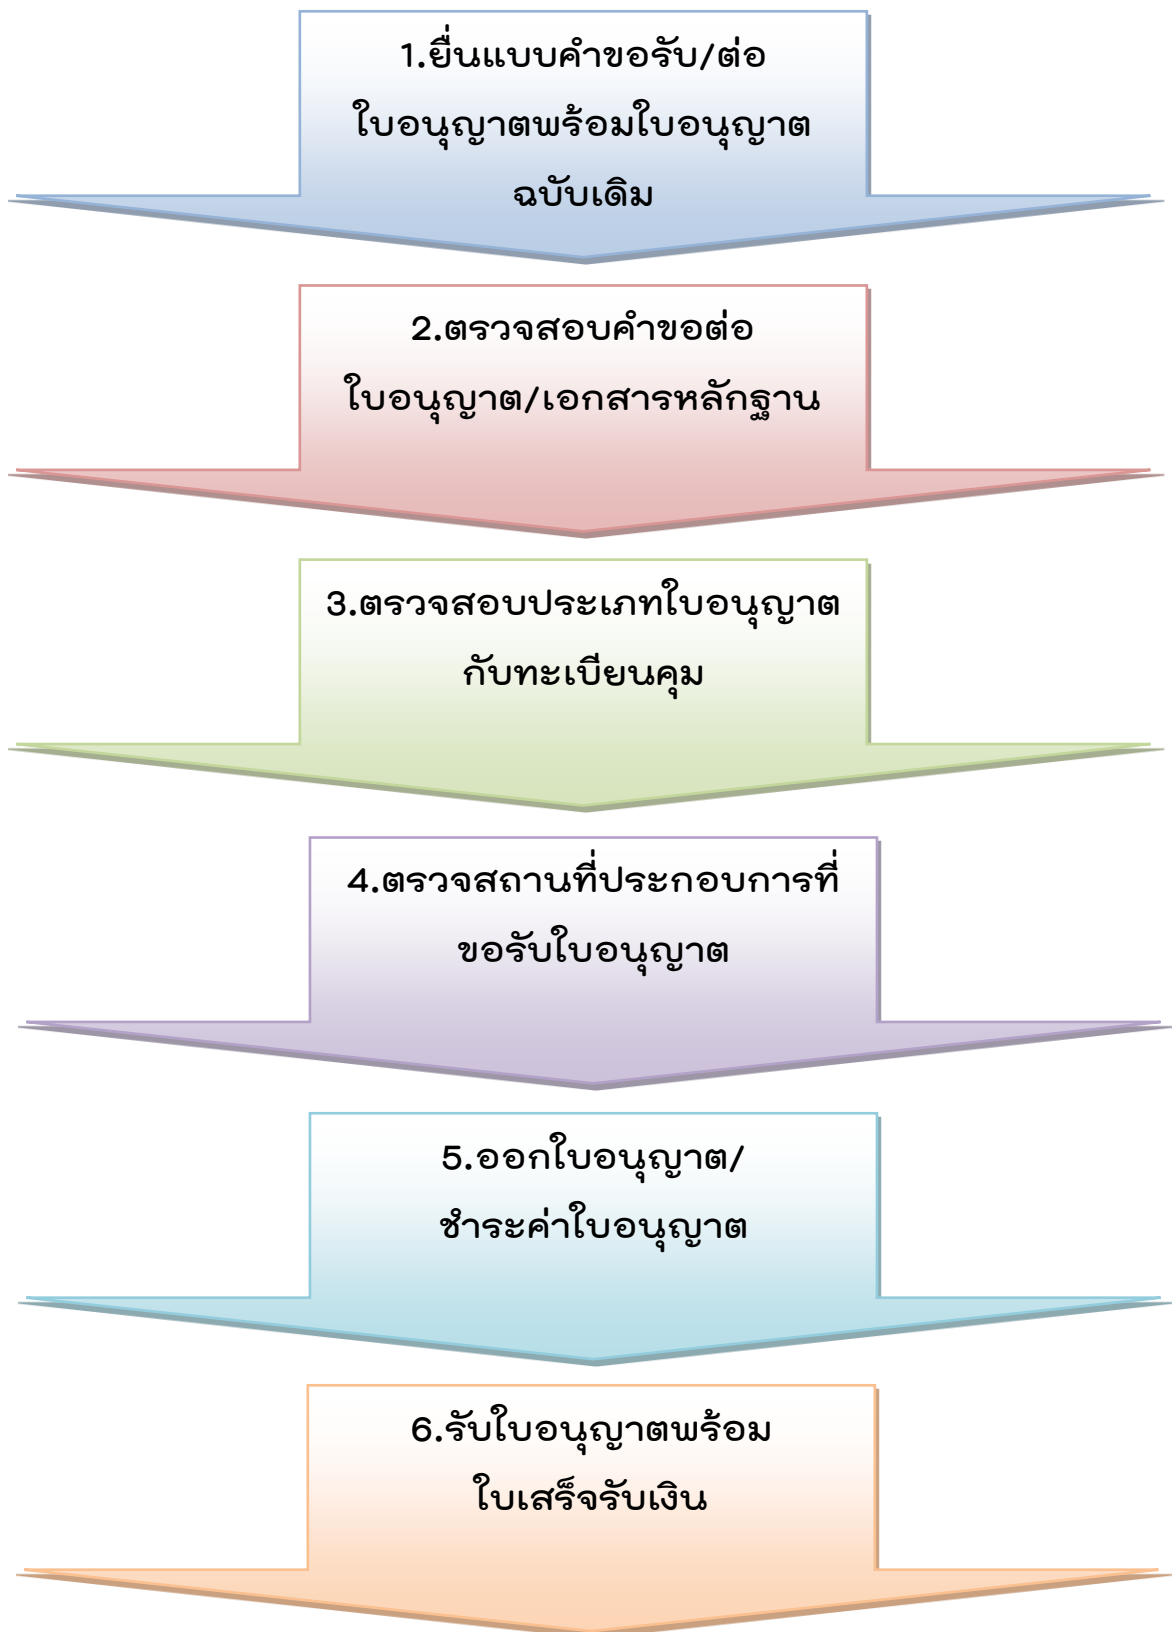 1.ยื่นแบบคำขอรับ/ต่อ
ใบอนุญาตพร้อมใบอนุญาต
ฉบับเดิม
2.ตรวจสอบคำขอต่อ
ใบอนุญาต/เอกสารหลักฐาน
3.ตรวจสอบประเภทใบอนุญาต
กับทะเบียนคุม
4.ตรวจสถานที่ประกอบการที่
ขอรับใบอนุญาต
5.ออกใบอนุญาต/
ชำระค่าใบอนุญาต
6.รับใบอนุญาตพร้อม
ใบเสร็จรับเงิน